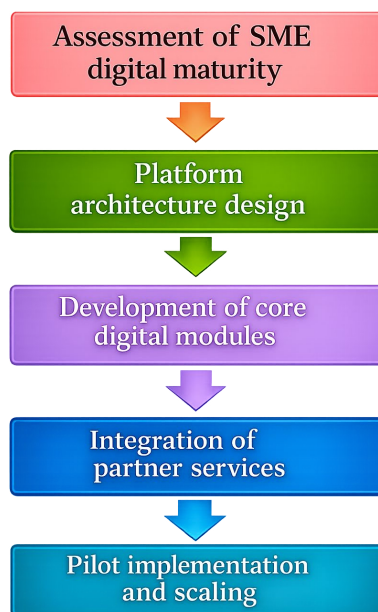 Assessment of SME
digital maturity
Platform
architecture design
Development of core
digital modules
Integration of
partner services
Pilot implementation
and scaling